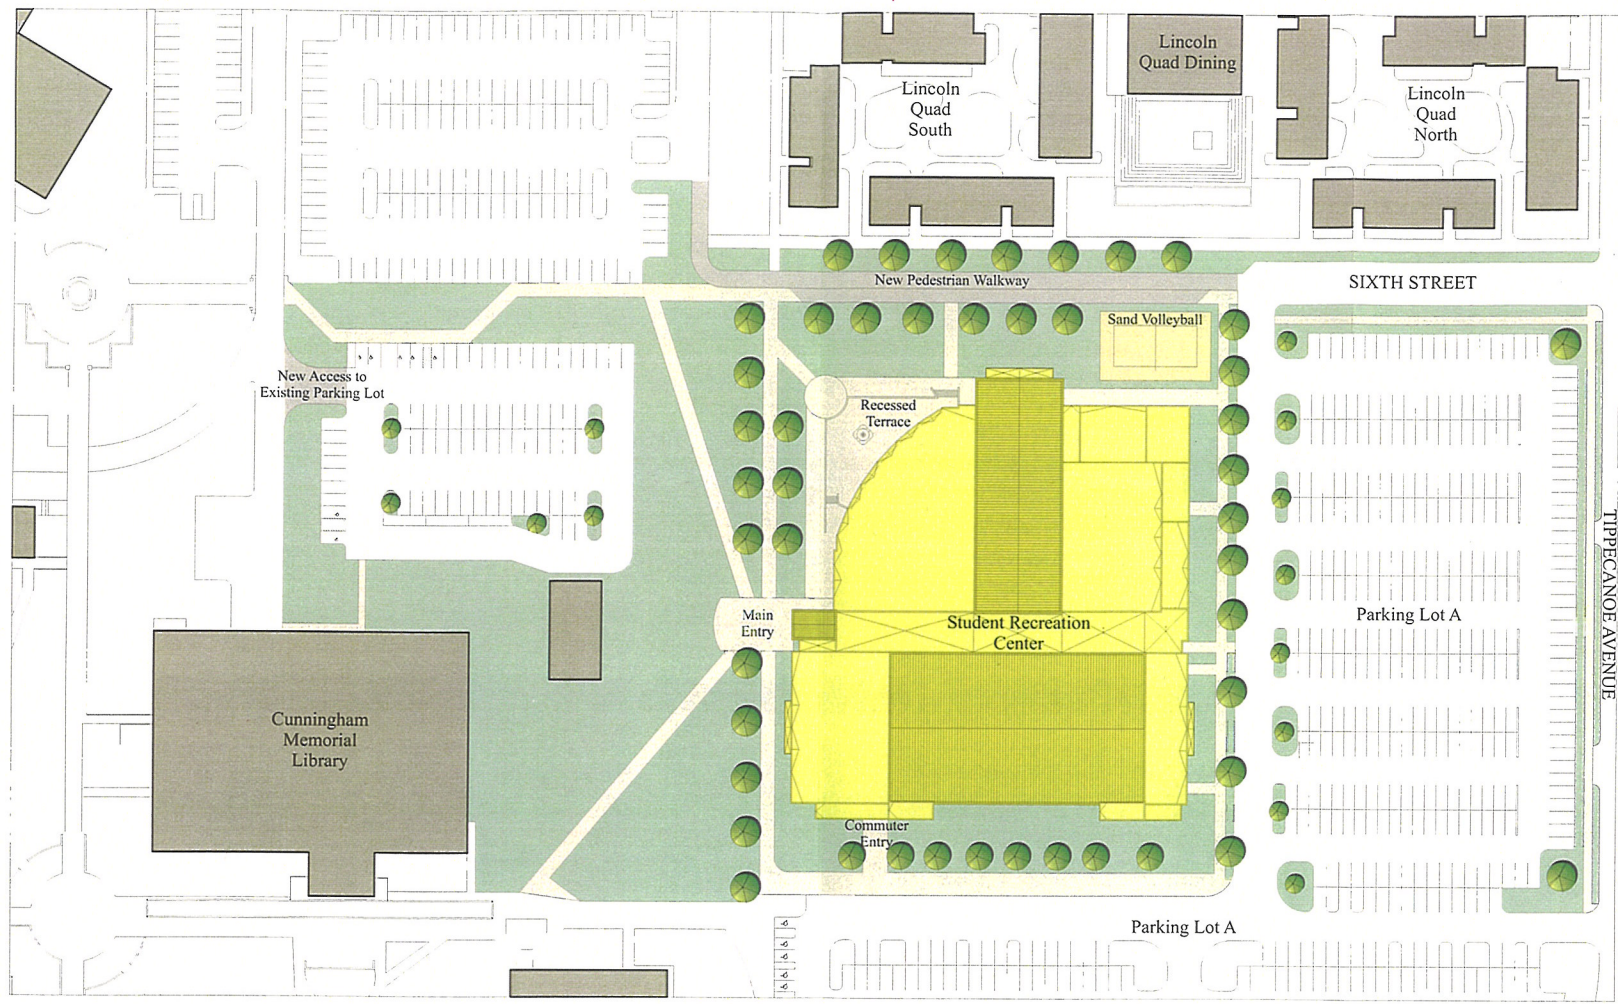 Lincoln
Quad Dining
Lincoln
Quad
South
Lincoln
Quad
North
New Pedestrian Walkway
SIXTH STREET
Sand Volleyball
New Access to
Existing Parking Lot
Recessed
Terrace
TIPPECANOE AVENUE
Main
Entry
Student Recreation
Center
Parking Lot A
Cunningham
Memorial
Library
Commuter
Entry
Parking Lot A